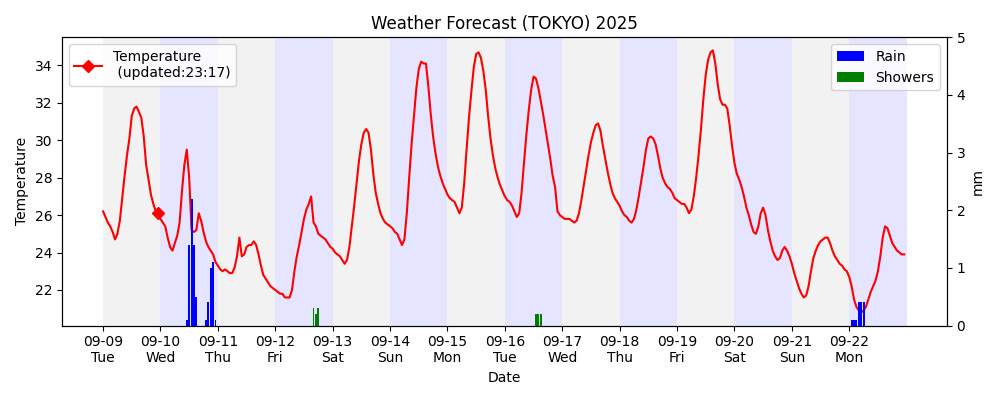 Weather Forecast (TOKYO) 2025
Temperature
(updated:23:17)
Rain
Showers
Temperature
34
32
30
28
26
24
22
5
4
3
2
1
0
mm
09-09 09-10 09-11 09-12 09-13 09-14 09-15 09-16 09-17 09-18 09-19 09-20 09-21 09-22
Tue Wed Thu Fri Sat Sun Mon Tue Wed Thu Fri Sat Sun Mon
Date